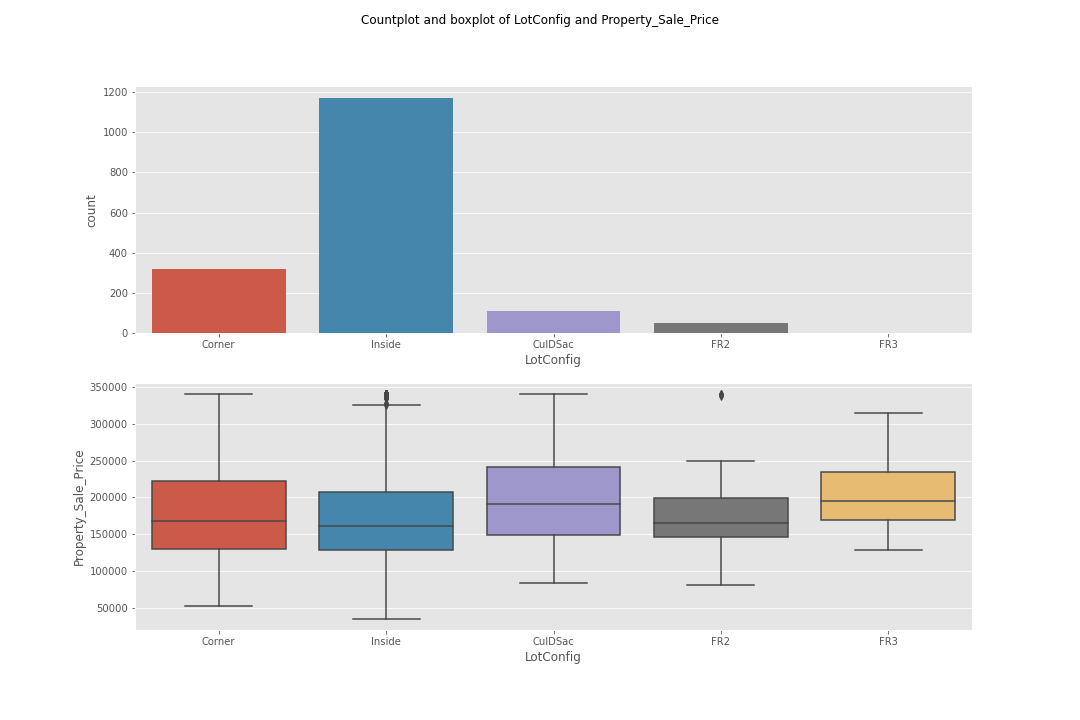 Countplot and boxplot of LotConfig and Property_Sale_Price
1200
1000
800
600
400
200
0
count
Corner
Inside
CulDSac
FR2
FR3
LotConfig
350000
300000
250000
200000
150000
100000
50000
Property_Sale_Price
Corner
Inside
CulDSac
FR2
FR3
LotConfig